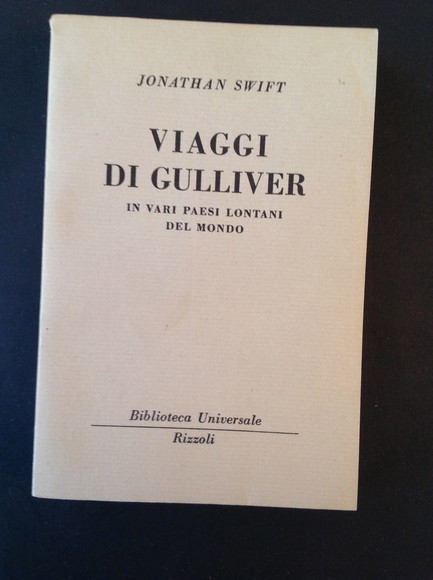 JONATHAN SWIFT
VIAGGI
DI GULLIVER
IN VARI PAESI LONTANI
DEL MONDO
Biblioteca Universale
Rizzoli